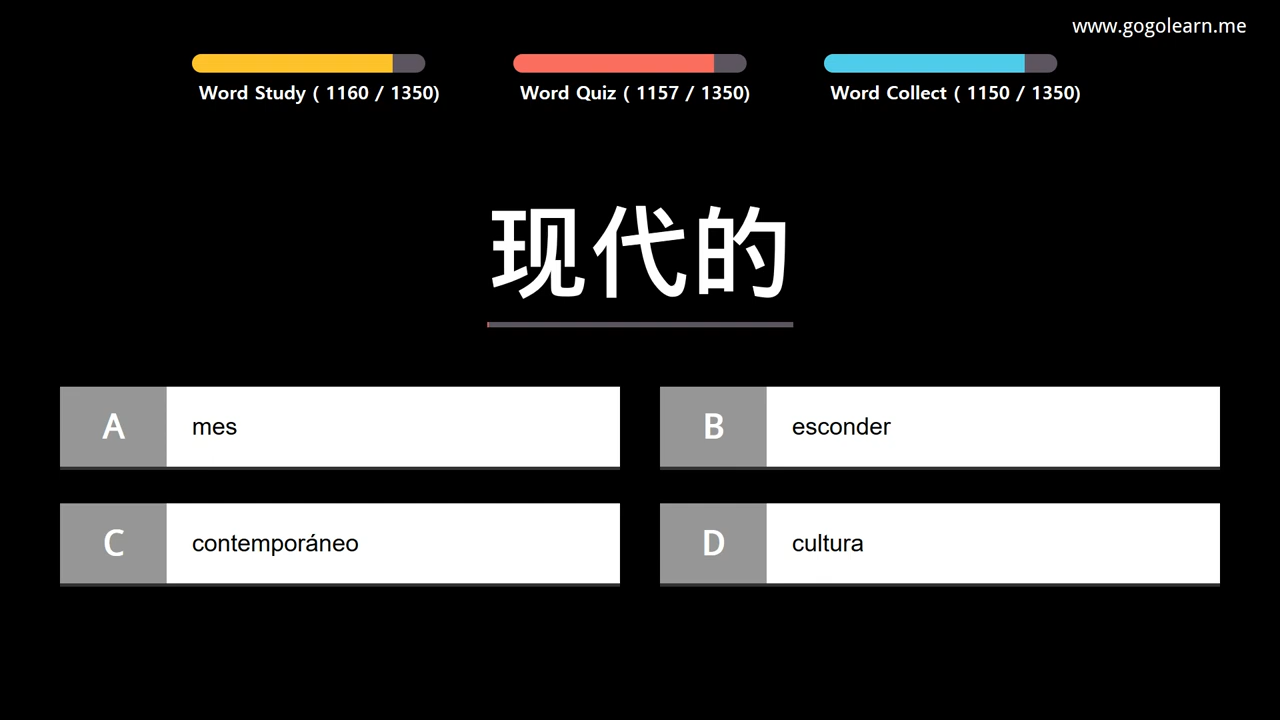 www.gogolearn.me
Word Study ( 1160 / 1350)
Word Quiz ( 1157 / 1350)
Word Collect ( 1150 / 1350)
现代的
A mes
B esconder
C contemporáneo
D cultura